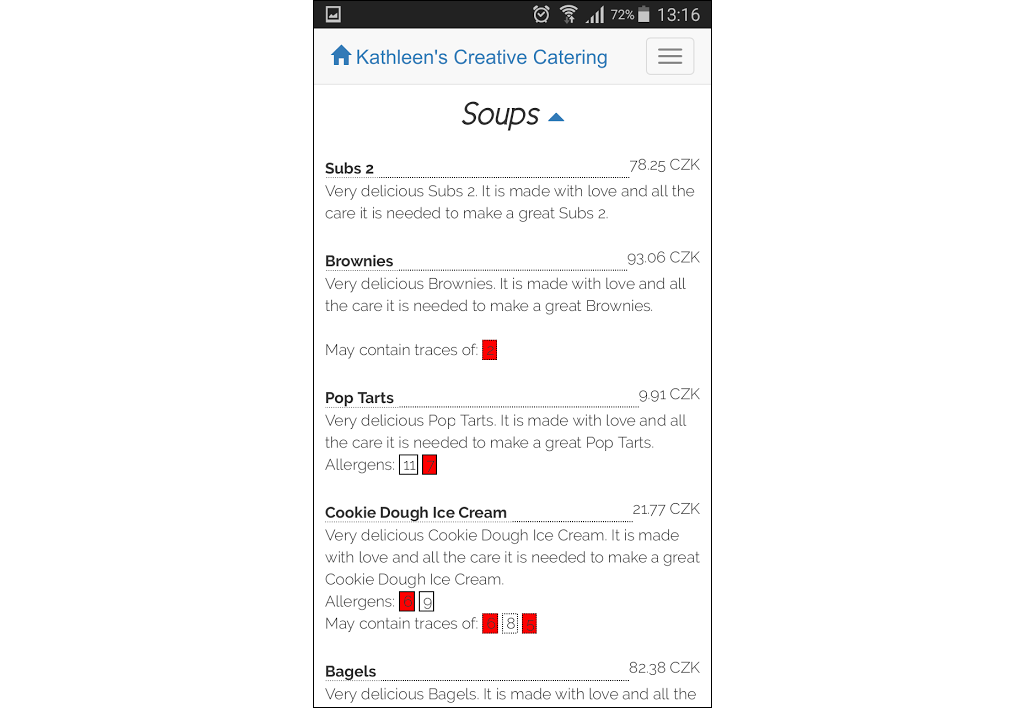 72% 13:16
Kathleen's Creative Catering
Soups
Subs 2 78.25 CZK
Very delicious Subs 2. It is made with love and all the
care it is needed to make a great Subs 2.
Brownies 93.06 CZK
Very delicious Brownies. It is made with love and all
the care it is needed to make a great Brownies.
May contain traces of: 2
Pop Tarts 9.91 CZK
Very delicious Pop Tarts. It is made with love and all
the care it is needed to make a great Pop Tarts.
Allergens: 11 7
Cookie Dough Ice Cream 21.77 CZK
Very delicious Cookie Dough Ice Cream. It is made
with love and all the care it is needed to make a great
Cookie Dough Ice Cream.
Allergens: 9
May contain traces of: 6 8
Bagels 82.38 CZK
Very delicious Bagels. It is made with love and all the